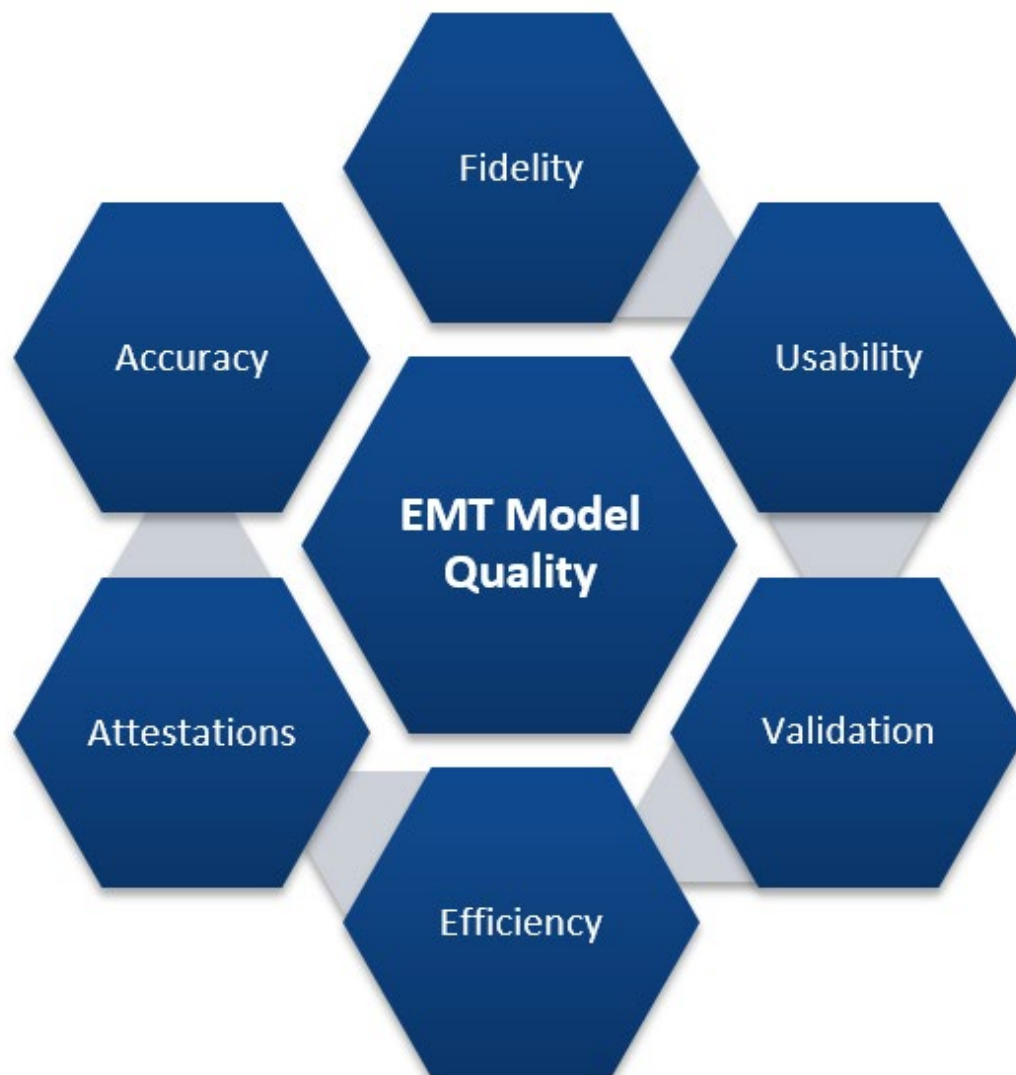 Fidelity
Accuracy
Usability
EMT Model
Quality
Attestations
Validation
Efficiency